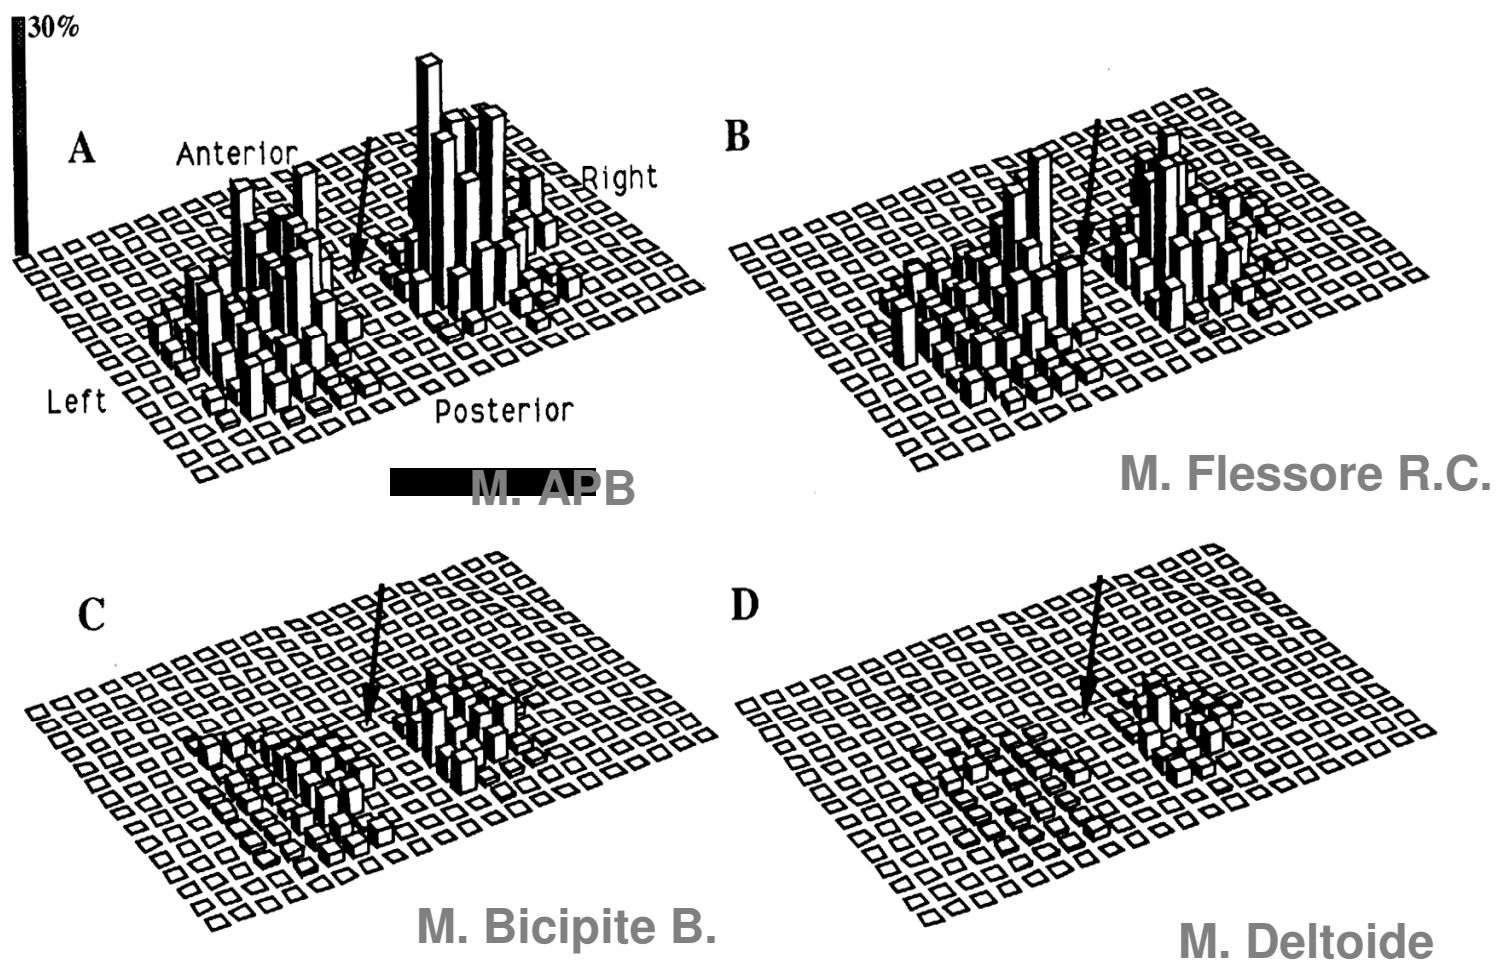 30%
A
Anterior
Right
Left
Posterior
M. APB
B
M. Flessore R.C.
C
M. Bicipite B.
D
M. Deltoide